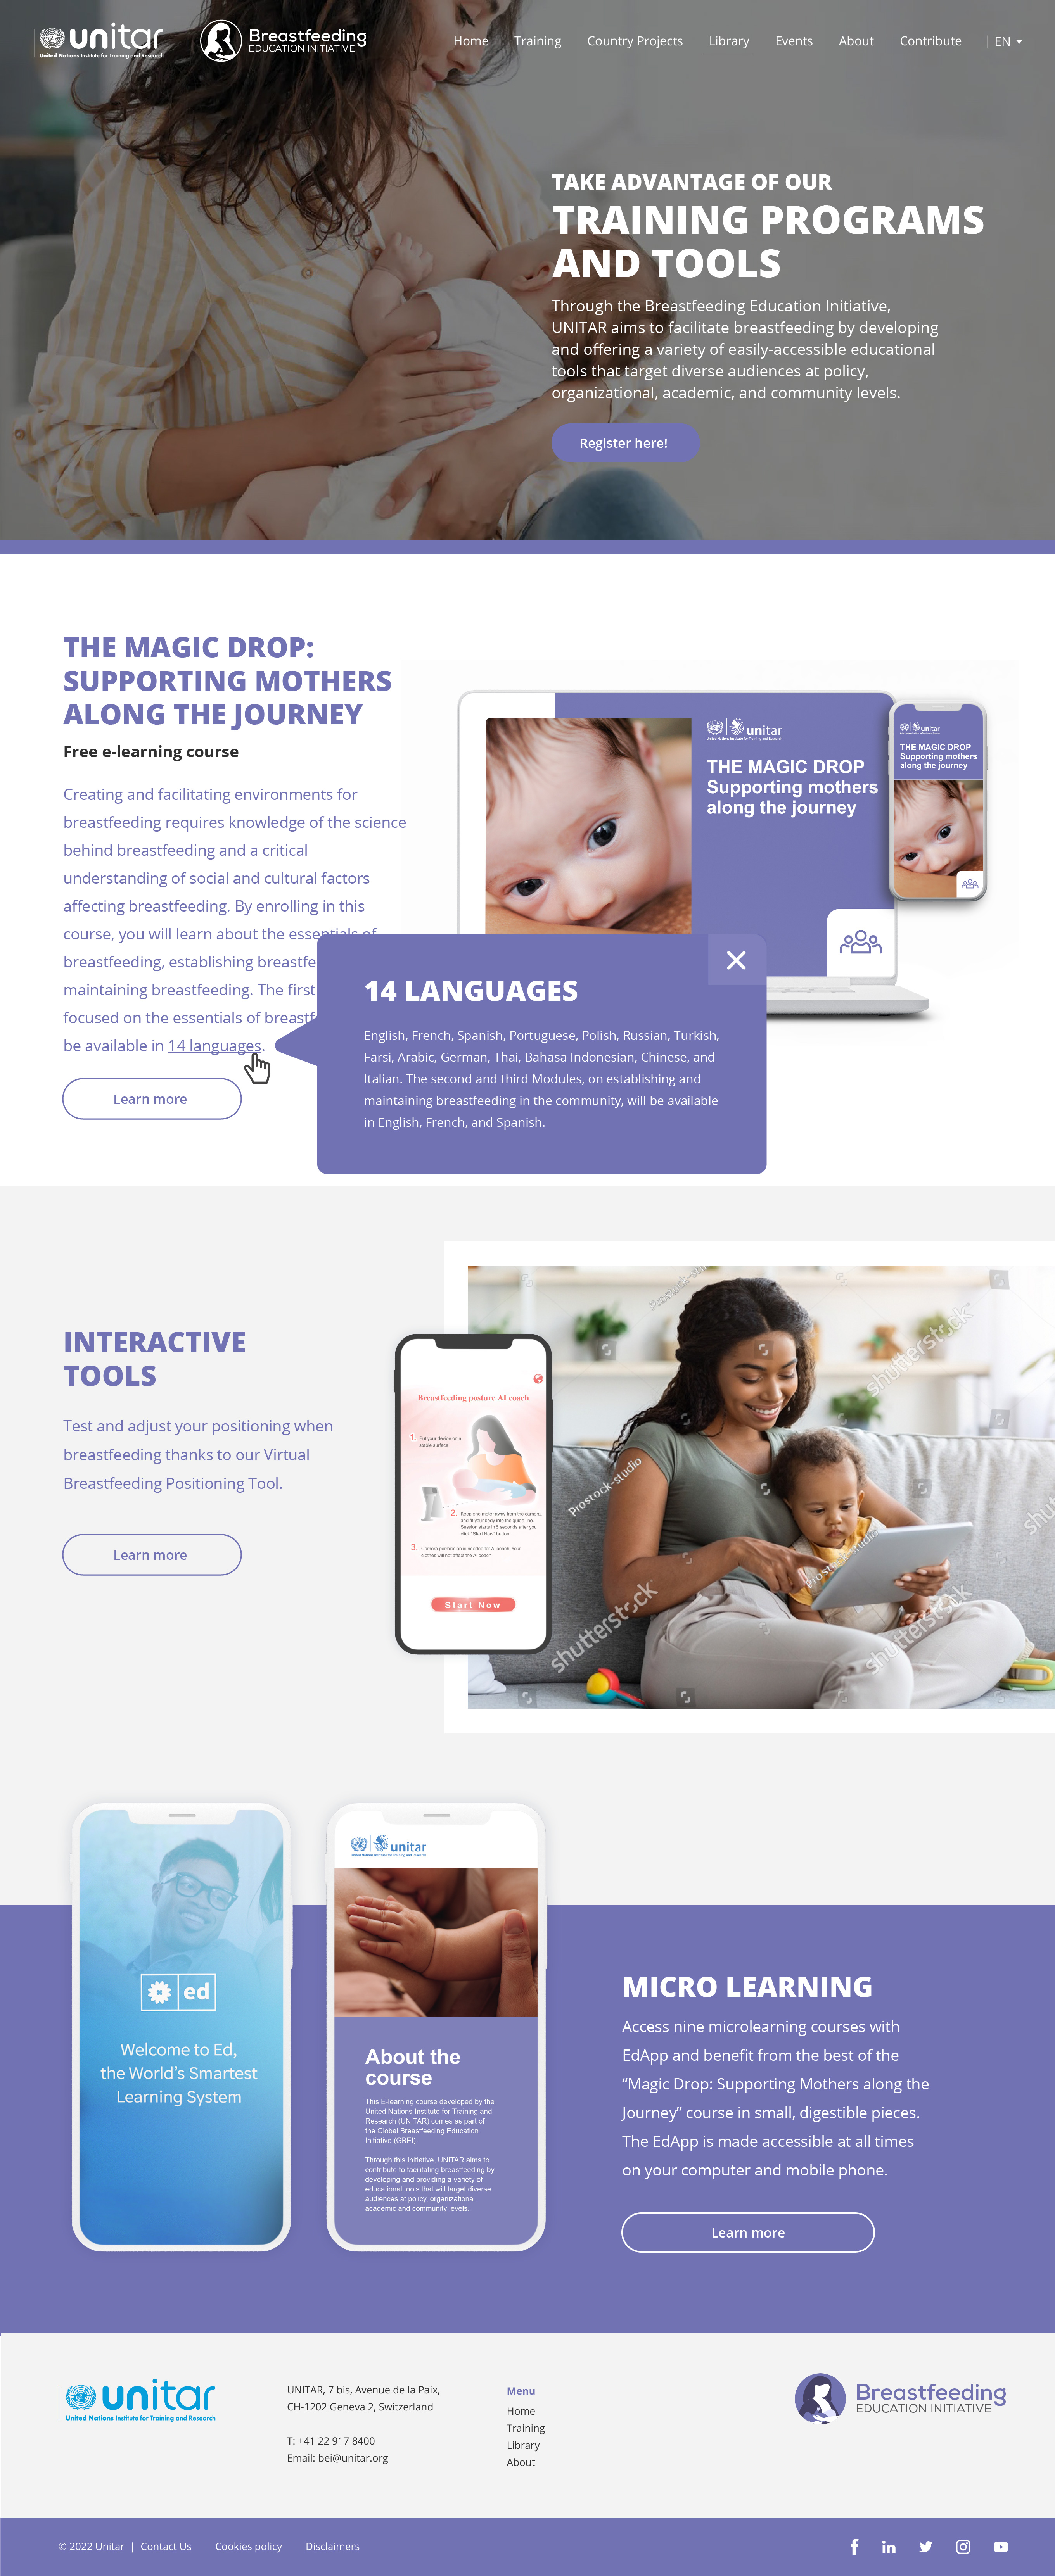 unitar
United Nations Institute for Training and Research
Breastfeeding
EDUCATION INITIATIVE
Home
Training
Country Projects
Library
Events
About
Contribute
| EN
TAKE ADVANTAGE OF OUR
TRAINING PROGRAMS
AND TOOLS
Through the Breastfeeding Education Initiative,
UNITAR aims to facilitate breastfeeding by developing
and offering a variety of easily-accessible educational
tools that target diverse audiences at policy,
organizational, academic, and community levels.
Register here!
THE MAGIC DROP:
SUPPORTING MOTHERS
ALONG THE JOURNEY
Free e-learning course
Creating and facilitating environments for
breastfeeding requires knowledge of the science
behind breastfeeding and a critical
understanding of social and cultural factors
affecting breastfeeding. By enrolling in this
course, you will learn about the essentials of
breastfeeding, establishing breastfe
maintaining breastfeeding. The first
focused on the essentials of breastf
be available in 14 languages.
Learn more
unitar
United Nations Institute for Training and Research
THE MAGIC DROP
Supporting mothers
along the journey
unitar
THE MAGIC DROP
Supporting mothers
along the journey
14 LANGUAGES
English, French, Spanish, Portuguese, Polish, Russian, Turkish,
Farsi, Arabic, German, Thai, Bahasa Indonesian, Chinese, and
Italian. The second and third Modules, on establishing and
maintaining breastfeeding in the community, will be available
in English, French, and Spanish.
INTERACTIVE
TOOLS
Test and adjust your positioning when
breastfeeding thanks to our Virtual
Breastfeeding Positioning Tool.
Learn more
Breastfeeding posture AI coach
1. Put your device on a
stable surface
2. Keep one meter away from the camera,
and fit your body into the guide line.
Session starts in 5 seconds after you
click "Start Now" button
3. Camera permission is needed for AI coach. Your
clothes will not affect the AI coach
Start Now
shutterstock
Prostock-studio
Prostock-studio
shutterstock
shutterstock
shu
ed
Welcome to Ed,
the World's Smartest
Learning System
unitar
United Nations Institute for Training and Research
About the
course
This E-learning course developed by the
United Nations Institute for Training and
Research (UNITAR) comes as part of
the Global Breastfeeding Education
Initiative (GBEI).
Through this Initiative, UNITAR aims to
contribute to facilitating breastfeeding by
developing and providing a variety of
educational tools that will target diverse
audiences at policy, organizational,
academic and community levels.
MICRO LEARNING
Access nine microlearning courses with
EdApp and benefit from the best of the
“Magic Drop: Supporting Mothers along the
Journey” course in small, digestible pieces.
The EdApp is made accessible at all times
on your computer and mobile phone.
Learn more
unitar
United Nations Institute for Training and Research
UNITAR, 7 bis, Avenue de la Paix,
CH-1202 Geneva 2, Switzerland
T: +41 22 917 8400
Email: bei@unitar.org
Menu
Home
Training
Library
About
Breastfeeding
EDUCATION INITIATIVE
© 2022 Unitar | Contact Us
Cookies policy
Disclaimers